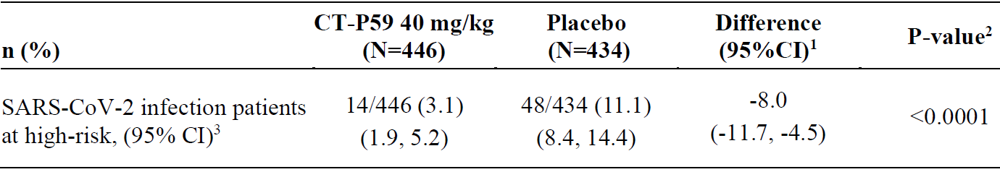 n (%) CT-P59 40 mg/kg (N=446) Placebo (N=434) Difference (95%CI)¹ P-value²
SARS-CoV-2 infection patients at high-risk, (95% CI)³ 14/446 (3.1) (1.9, 5.2) 48/434 (11.1) (8.4, 14.4) -8.0 (-11.7, -4.5) <0.0001